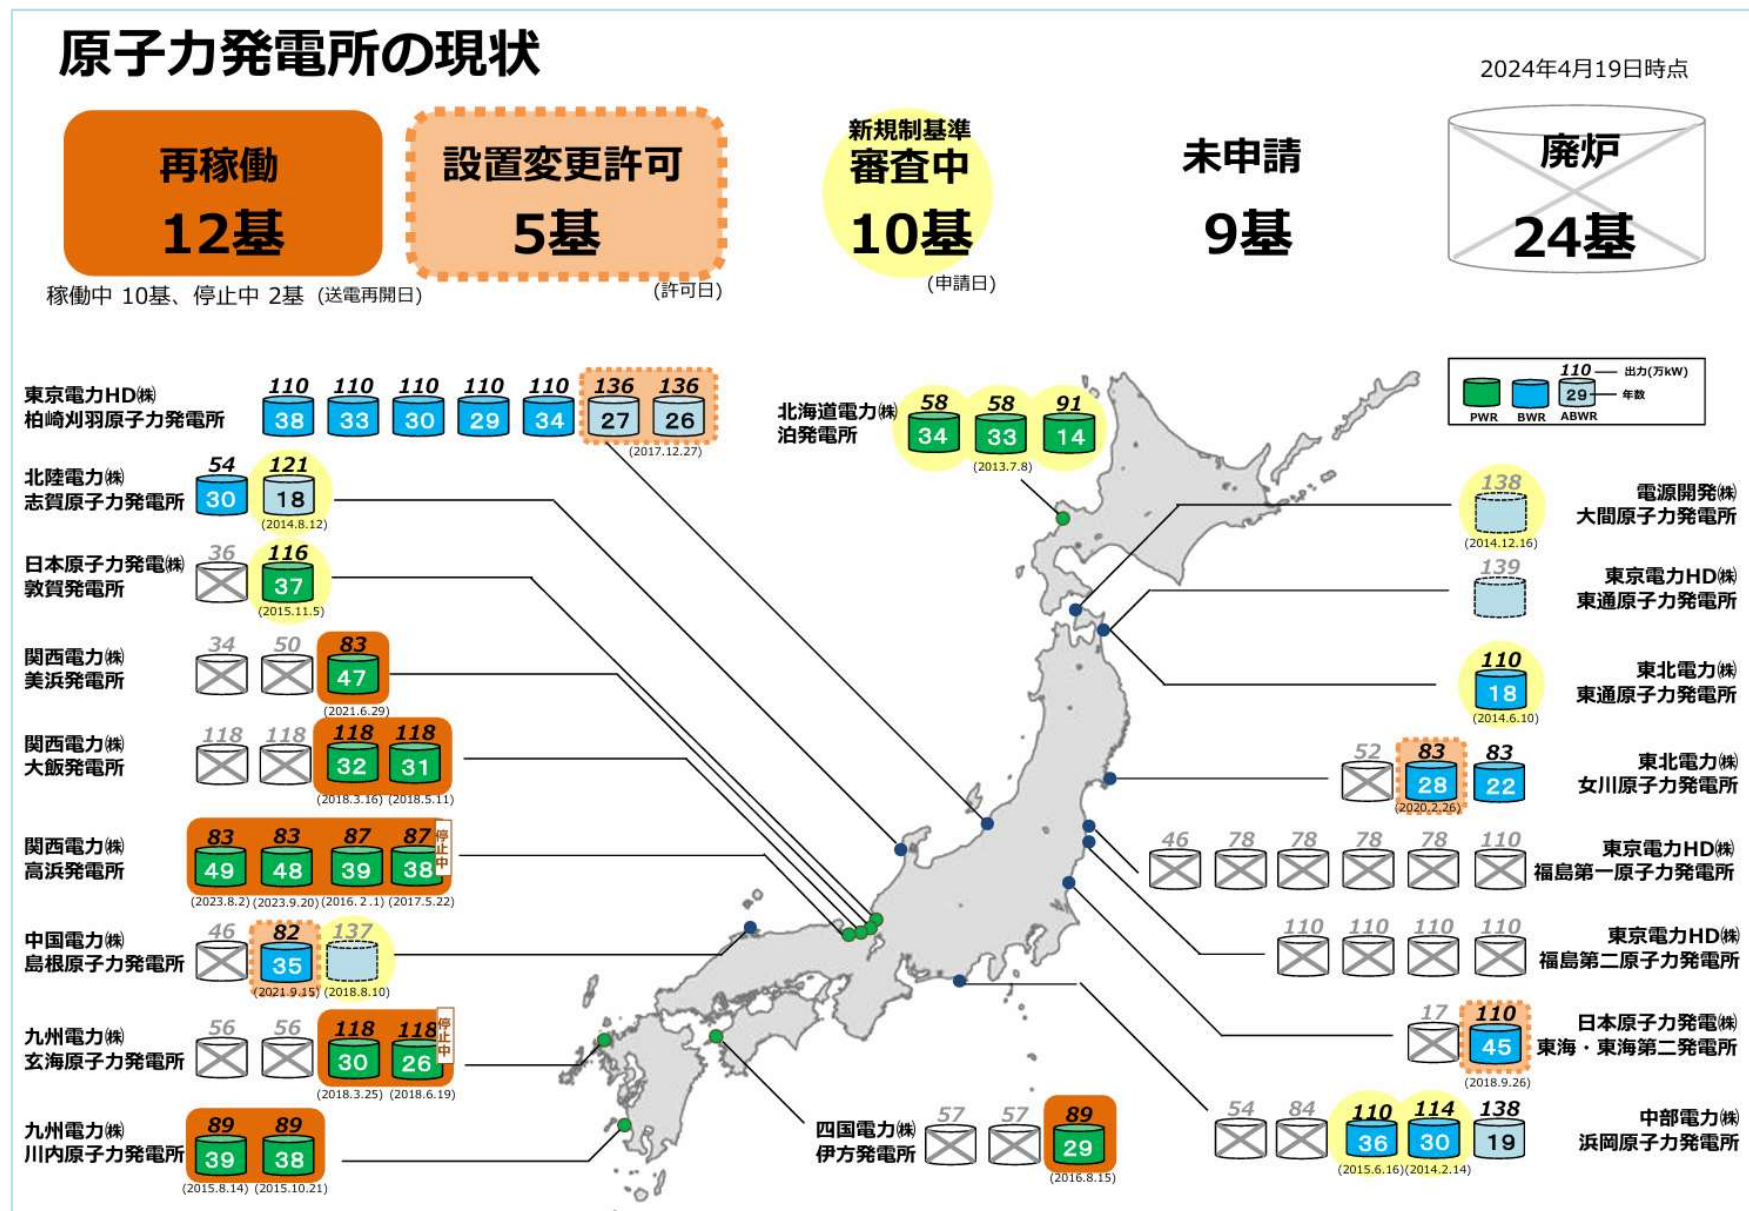 原子力発電所の現状
2024年4月19日時点
再稼働
12基
稼働中 10基、停止中 2基 (送電再開日)
設置変更許可
5基
(許可日)
新規制基準
審査中
10基
(申請日)
未申請
9基
廃炉
24基
110 出力(万kW)
29 年数
PWR BWR ABWR
東京電力HD㈱
柏崎刈羽原子力発電所
110 110 110 110 110 136 136
38 33 30 29 34 27 26
(2017.12.27)
北陸電力㈱
志賀原子力発電所
54 121
30 18
(2014.8.12)
日本原子力発電㈱
敦賀発電所
36 116
37
(2015.11.5)
関西電力㈱
美浜発電所
34 50 83
47
(2021.6.29)
関西電力㈱
大飯発電所
118 118 118 118
32 31
(2018.3.16) (2018.5.11)
関西電力㈱
高浜発電所
83 83 87 87
49 48 39 38
停止中
(2023.8.2) (2023.9.20) (2016.2.1) (2017.5.22)
中国電力㈱
島根原子力発電所
46 82 137
35
(2021.9.15) (2018.8.10)
九州電力㈱
玄海原子力発電所
56 56 118 118
30 26
停止中
(2018.3.25) (2018.6.19)
九州電力㈱
川内原子力発電所
89 89
39 38
(2015.8.14) (2015.10.21)
北海道電力㈱
泊発電所
58 58 91
34 33 14
(2013.7.8)
138
電源開発㈱
大間原子力発電所
(2014.12.16)
139
東京電力HD㈱
東通原子力発電所
110
18
東北電力㈱
東通原子力発電所
(2014.6.10)
52 83 83
28 22
東北電力㈱
女川原子力発電所
(2020.2.26)
46 78 78 78 78 110
東京電力HD㈱
福島第一原子力発電所
110 110 110 110
東京電力HD㈱
福島第二原子力発電所
17 110
45
日本原子力発電㈱
東海・東海第二発電所
(2018.9.26)
54 84 110 114 138
36 30 19
中部電力㈱
浜岡原子力発電所
(2015.6.16) (2014.2.14)
四国電力㈱
伊方発電所
57 57 89
29
(2016.8.15)